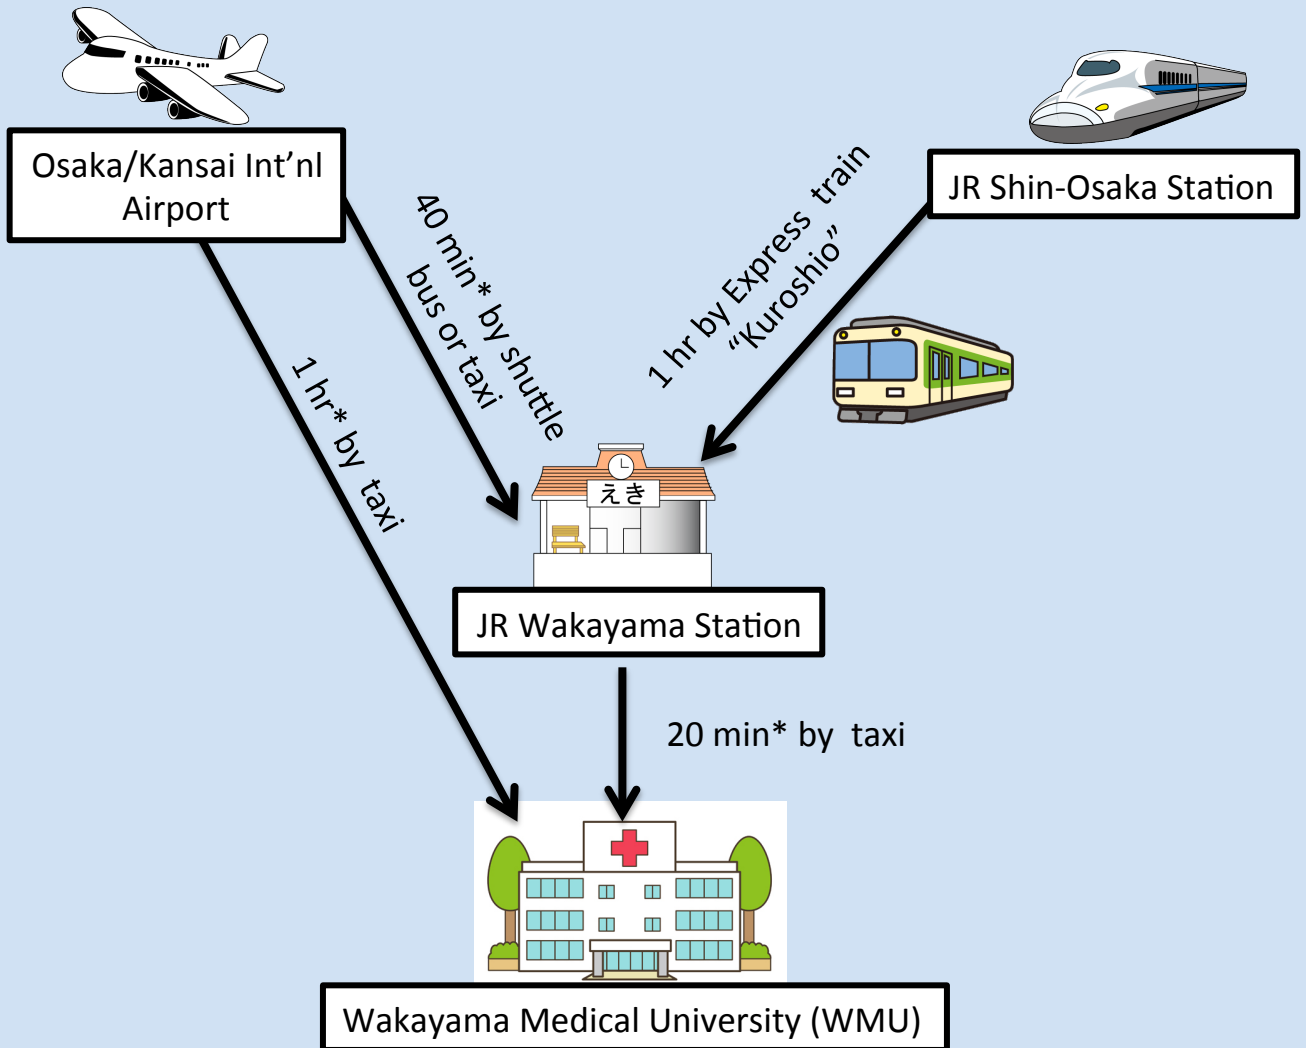 Osaka/Kansai Int’nl
Airport
JR Shin-Osaka Station
40 min* by shuttle
bus or taxi
1 hr by Express train
“Kuroshio”
1 hr* by taxi
えき
JR Wakayama Station
20 min* by taxi
Wakayama Medical University (WMU)